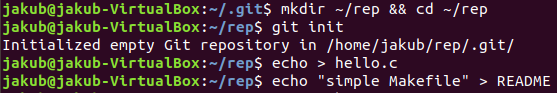 jakub@jakub-VirtualBox:~/.git$ mkdir ~/rep && cd ~/rep
jakub@jakub-VirtualBox:~/rep$ git init
Initialized empty Git repository in /home/jakub/rep/.git/
jakub@jakub-VirtualBox:~/rep$ echo > hello.c
jakub@jakub-VirtualBox:~/rep$ echo "simple Makefile" > README